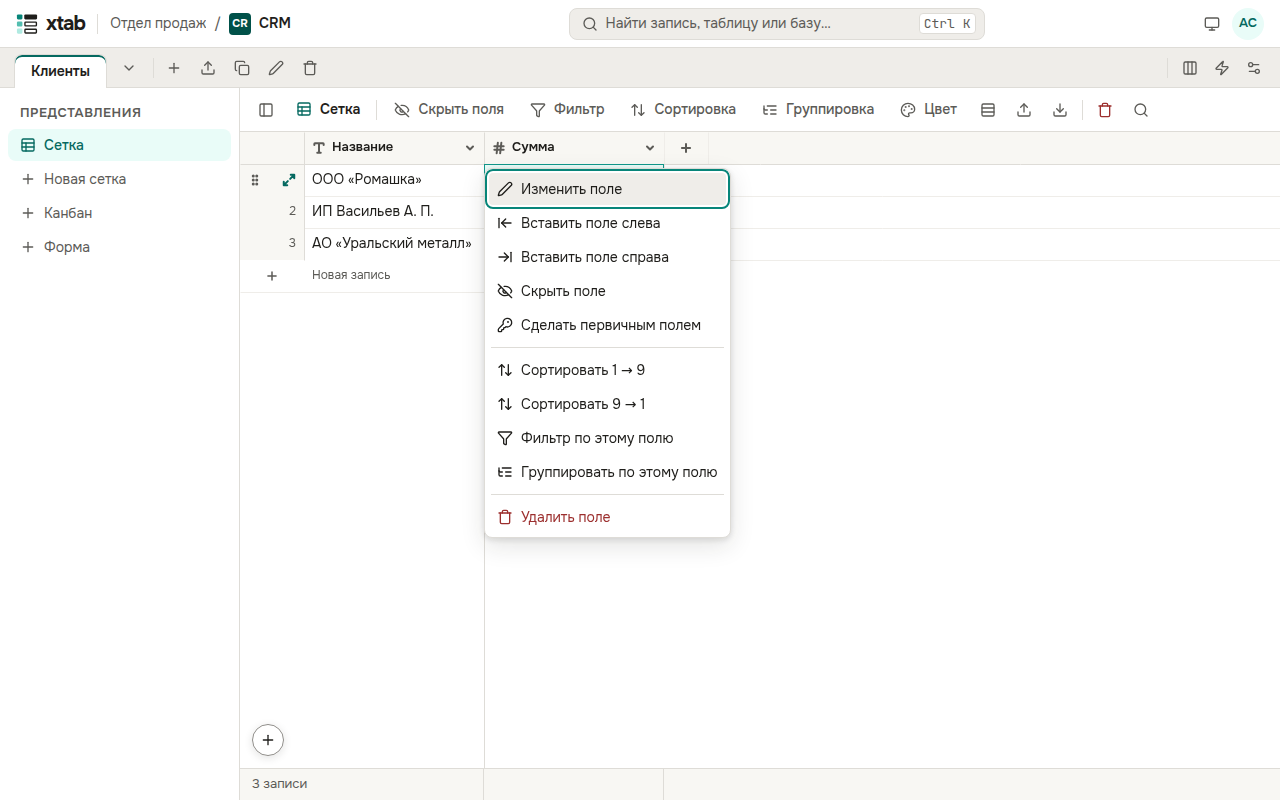 xtab
Отдел продаж / CR CRM
Найти запись, таблицу или базу... Ctrl K
АС
Клиенты
ПРЕДСТАВЛЕНИЯ
Сетка
Новая сетка
Канбан
Форма
Сетка Скрыть поля Фильтр Сортировка Группировка Цвет
Название Сумма
ООО «Ромашка»
2 ИП Васильев А. П.
3 АО «Уральский металл»
Новая запись
Изменить поле
Вставить поле слева
Вставить поле справа
Скрыть поле
Сделать первичным полем
Сортировать 1 → 9
Сортировать 9 → 1
Фильтр по этому полю
Группировать по этому полю
Удалить поле
3 записи